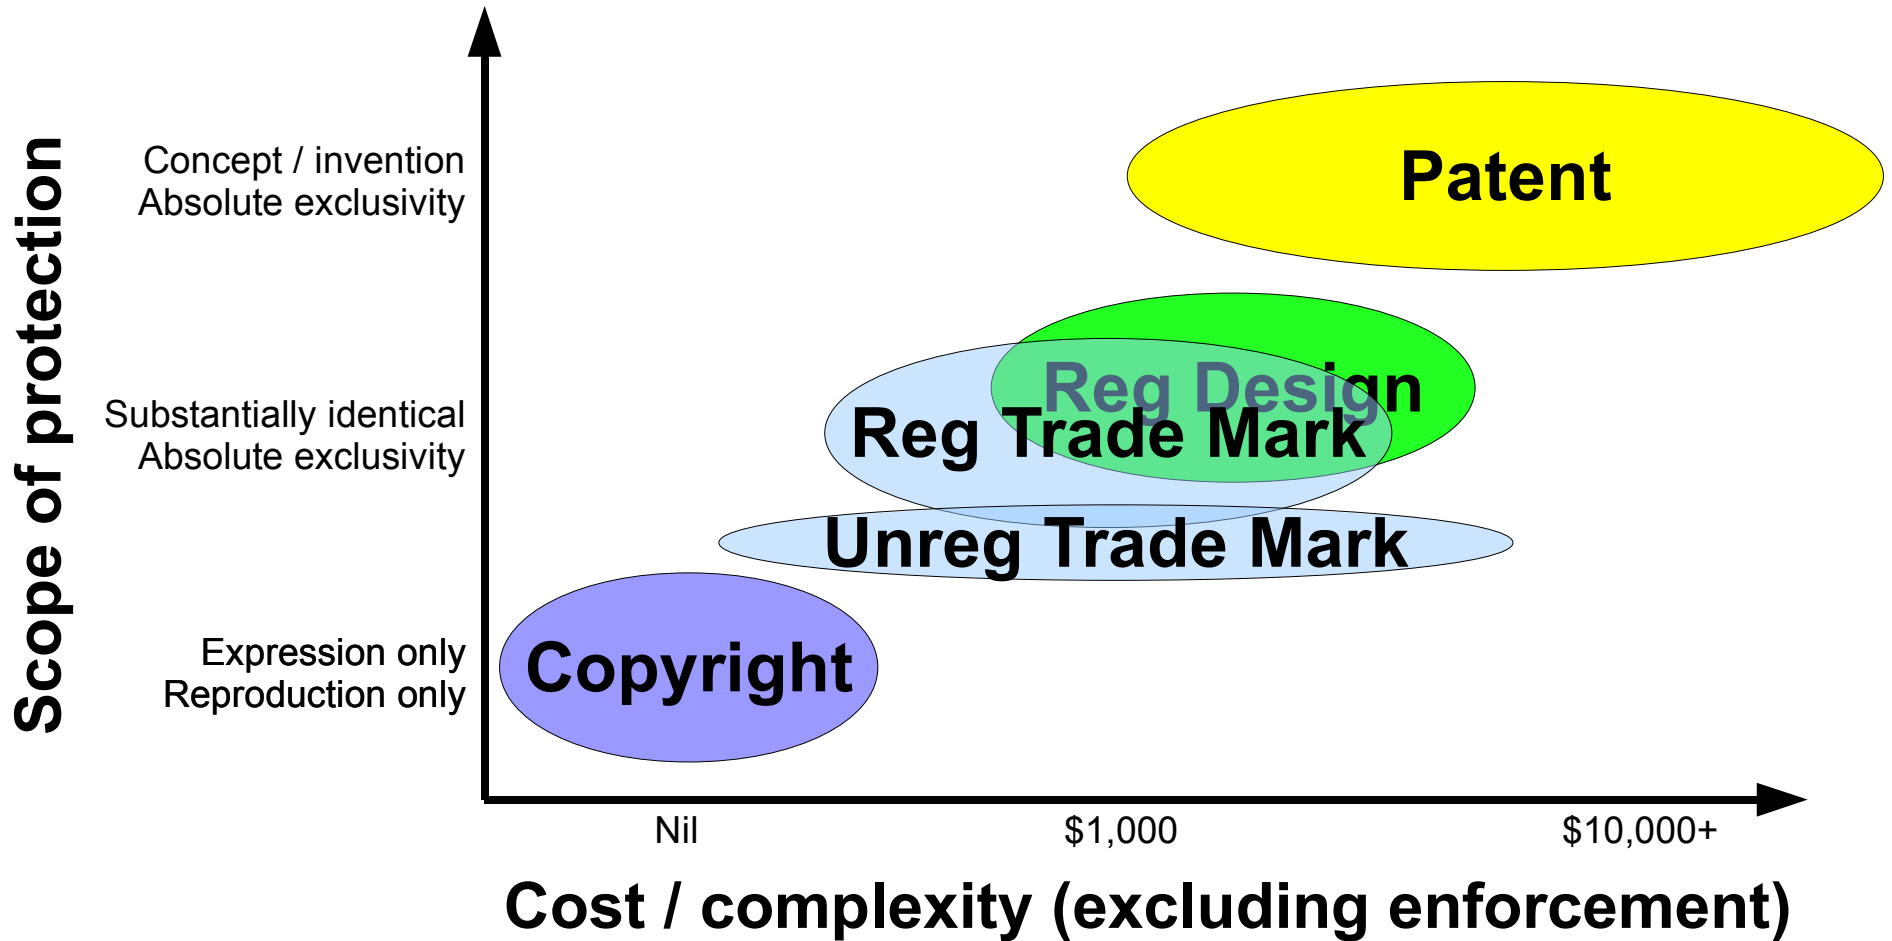 Scope of protection
Concept / invention
Absolute exclusivity
Patent
Substantially identical
Absolute exclusivity
Reg Design
Reg Trade Mark
Unreg Trade Mark
Expression only
Reproduction only
Copyright
Nil
$1,000
$10,000+
Cost / complexity (excluding enforcement)